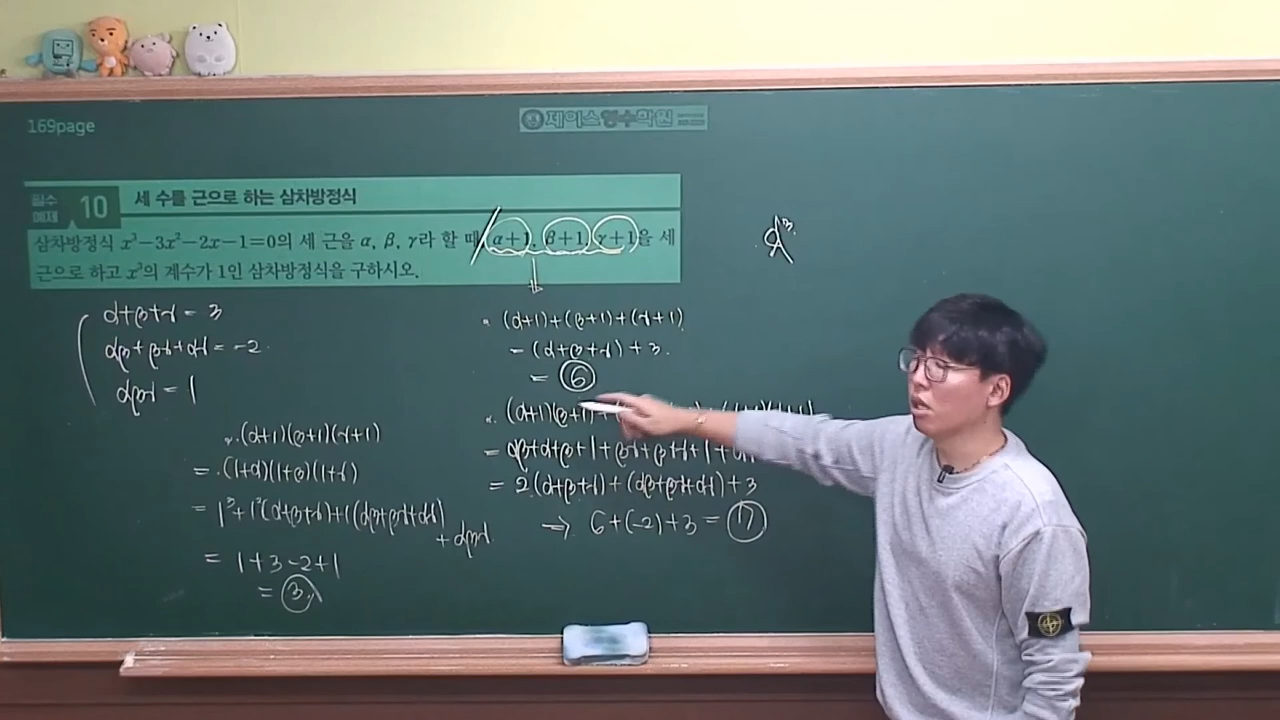 169page
제이스영수학원
필수 예제 10 세 수를 근으로 하는 삼차방정식
삼차방정식 x³-3x²-2x-1=0의 세 근을 α, β, γ라 할 때, α+1, β+1, γ+1을 세
근으로 하고 x³의 계수가 1인 삼차방정식을 구하시오.
α+β+γ = 3
αβ+βγ+αγ = -2
αβγ = 1
(α+1)(β+1)(γ+1)
= (1+α)(1+β)(1+γ)
= 1³+1²(α+β+γ)+1(αβ+βγ+αγ)
+αβγ
= 1+3-2+1
= 3
(α+1)+(β+1)+(γ+1)
= (α+β+γ)+3
= 6
(α+1)(β+1)+
= αβ+α+β+1+βγ+β+γ+1+
= 2(α+β+γ)+(αβ+βγ+αγ)+3
⇒ 6+(-2)+3 = 17